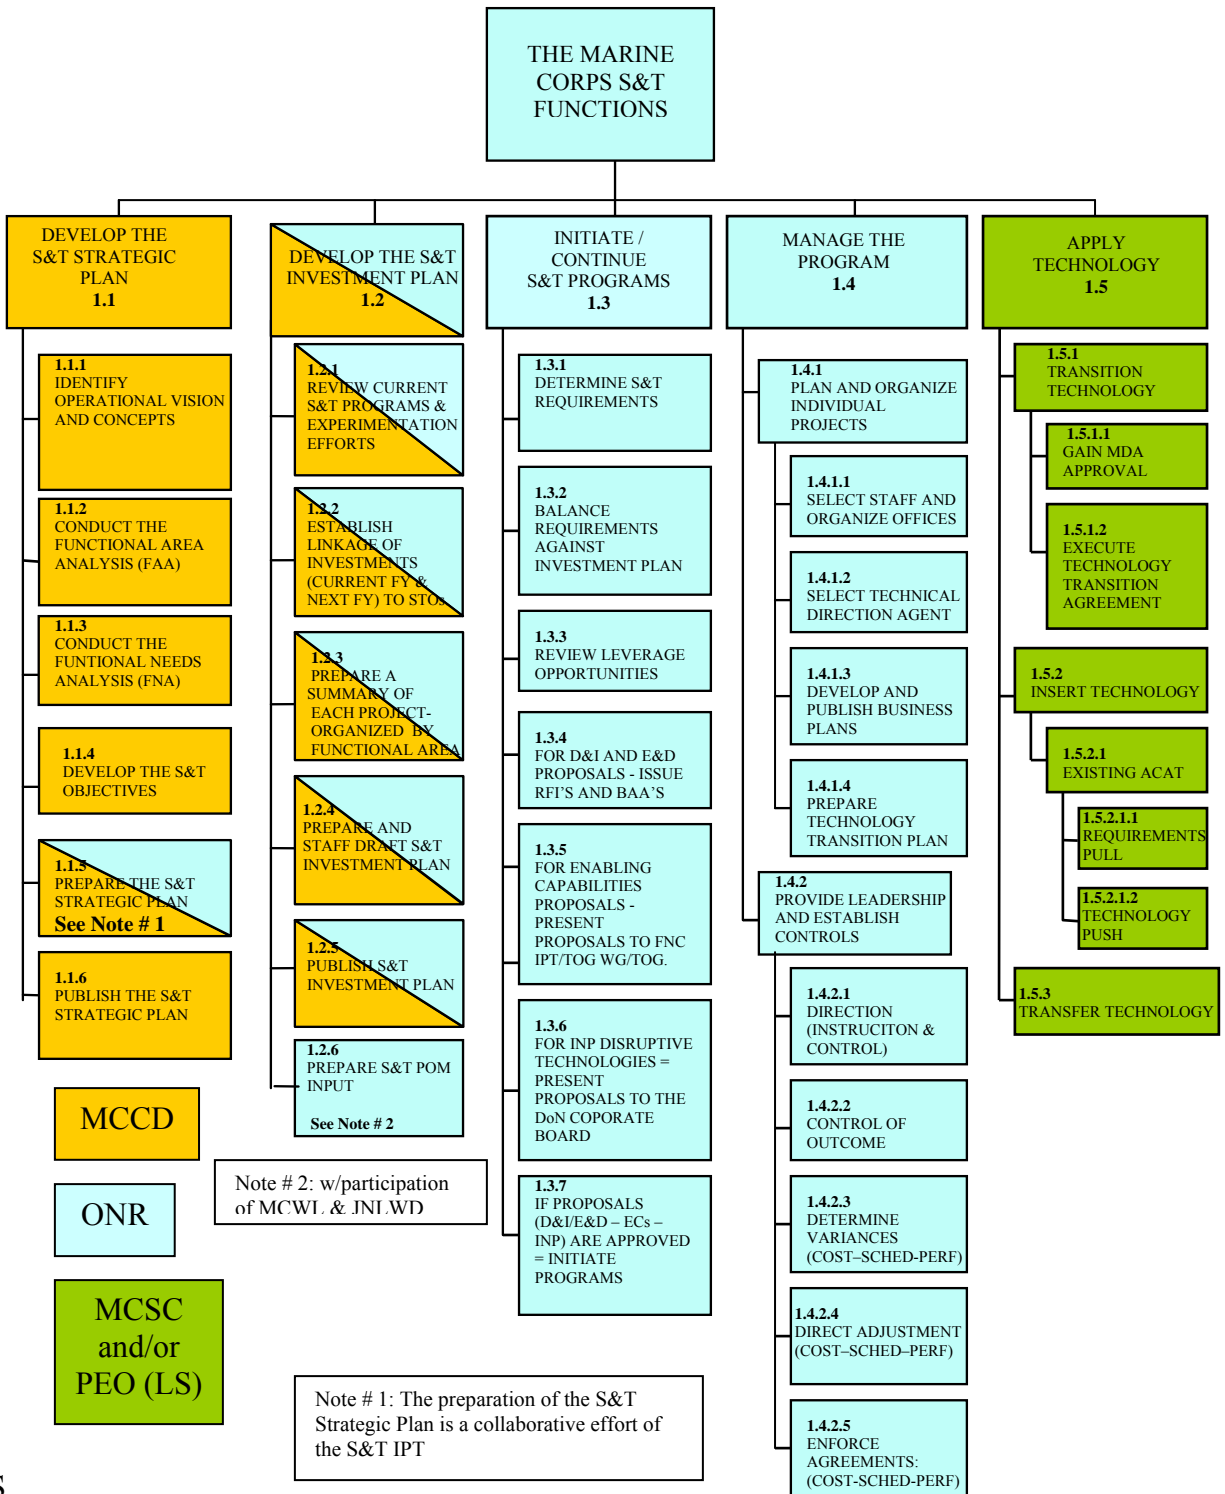 THE MARINE
CORPS S&T
FUNCTIONS
DEVELOP THE
S&T STRATEGIC
PLAN
1.1
DEVELOP THE S&T
INVESTMENT PLAN
1.2
INITIATE /
CONTINUE
S&T PROGRAMS
1.3
MANAGE THE
PROGRAM
1.4
APPLY
TECHNOLOGY
1.5
1.1.1
IDENTIFY
OPERATIONAL VISION
AND CONCEPTS
1.1.2
CONDUCT THE
FUNCTIONAL AREA
ANALYSIS (FAA)
1.1.3
CONDUCT THE
FUNTIONAL NEEDS
ANALYSIS (FNA)
1.1.4
DEVELOP THE S&T
OBJECTIVES
1.1.5
PREPARE THE S&T
STRATEGIC PLAN
See Note # 1
1.1.6
PUBLISH THE S&T
STRATEGIC PLAN
1.2.1
REVIEW CURRENT
S&T PROGRAMS &
EXPERIMENTATION
EFFORTS
1.2.2
ESTABLISH
LINKAGE OF
INVESTMENTS
(CURRENT FY &
NEXT FY) TO STOs
1.2.3
PREPARE A
SUMMARY OF
EACH PROJECT-
ORGANIZED BY
FUNCTIONAL AREA
1.2.4
PREPARE AND
STAFF DRAFT S&T
INVESTMENT PLAN
1.2.5
PUBLISH S&T
INVESTMENT PLAN
1.2.6
PREPARE S&T POM
INPUT
See Note # 2
1.3.1
DETERMINE S&T
REQUIREMENTS
1.3.2
BALANCE
REQUIREMENTS
AGAINST
INVESTMENT PLAN
1.3.3
REVIEW LEVERAGE
OPPORTUNITIES
1.3.4
FOR D&I AND E&D
PROPOSALS - ISSUE
RFI'S AND BAA'S
1.3.5
FOR ENABLING
CAPABILITIES
PROPOSALS -
PRESENT
PROPOSALS TO FNC
IPT/TOG WG/TOG.
1.3.6
FOR INP DISRUPTIVE
TECHNOLOGIES =
PRESENT
PROPOSALS TO THE
DoN COPORATE
BOARD
1.3.7
IF PROPOSALS
(D&I/E&D – ECs –
INP) ARE APPROVED
= INITIATE
PROGRAMS
1.4.1
PLAN AND ORGANIZE
INDIVIDUAL
PROJECTS
1.4.1.1
SELECT STAFF AND
ORGANIZE OFFICES
1.4.1.2
SELECT TECHNICAL
DIRECTION AGENT
1.4.1.3
DEVELOP AND
PUBLISH BUSINESS
PLANS
1.4.1.4
PREPARE
TECHNOLOGY
TRANSITION PLAN
1.4.2
PROVIDE LEADERSHIP
AND ESTABLISH
CONTROLS
1.4.2.1
DIRECTION
(INSTRUCITON &
CONTROL)
1.4.2.2
CONTROL OF
OUTCOME
1.4.2.3
DETERMINE
VARIANCES
(COST–SCHED-PERF)
1.4.2.4
DIRECT ADJUSTMENT
(COST–SCHED–PERF)
1.4.2.5
ENFORCE
AGREEMENTS:
(COST-SCHED-PERF)
1.5.1
TRANSITION
TECHNOLOGY
1.5.1.1
GAIN MDA
APPROVAL
1.5.1.2
EXECUTE
TECHNOLOGY
TRANSITION
AGREEMENT
1.5.2
INSERT TECHNOLOGY
1.5.2.1
EXISTING ACAT
1.5.2.1.1
REQUIREMENTS
PULL
1.5.2.1.2
TECHNOLOGY
PUSH
1.5.3
TRANSFER TECHNOLOGY
MCCD
ONR
MCSC
and/or
PEO (LS)
Note # 2: w/participation
of MCWL & JNLWD
Note # 1: The preparation of the S&T
Strategic Plan is a collaborative effort of
the S&T IPT
S